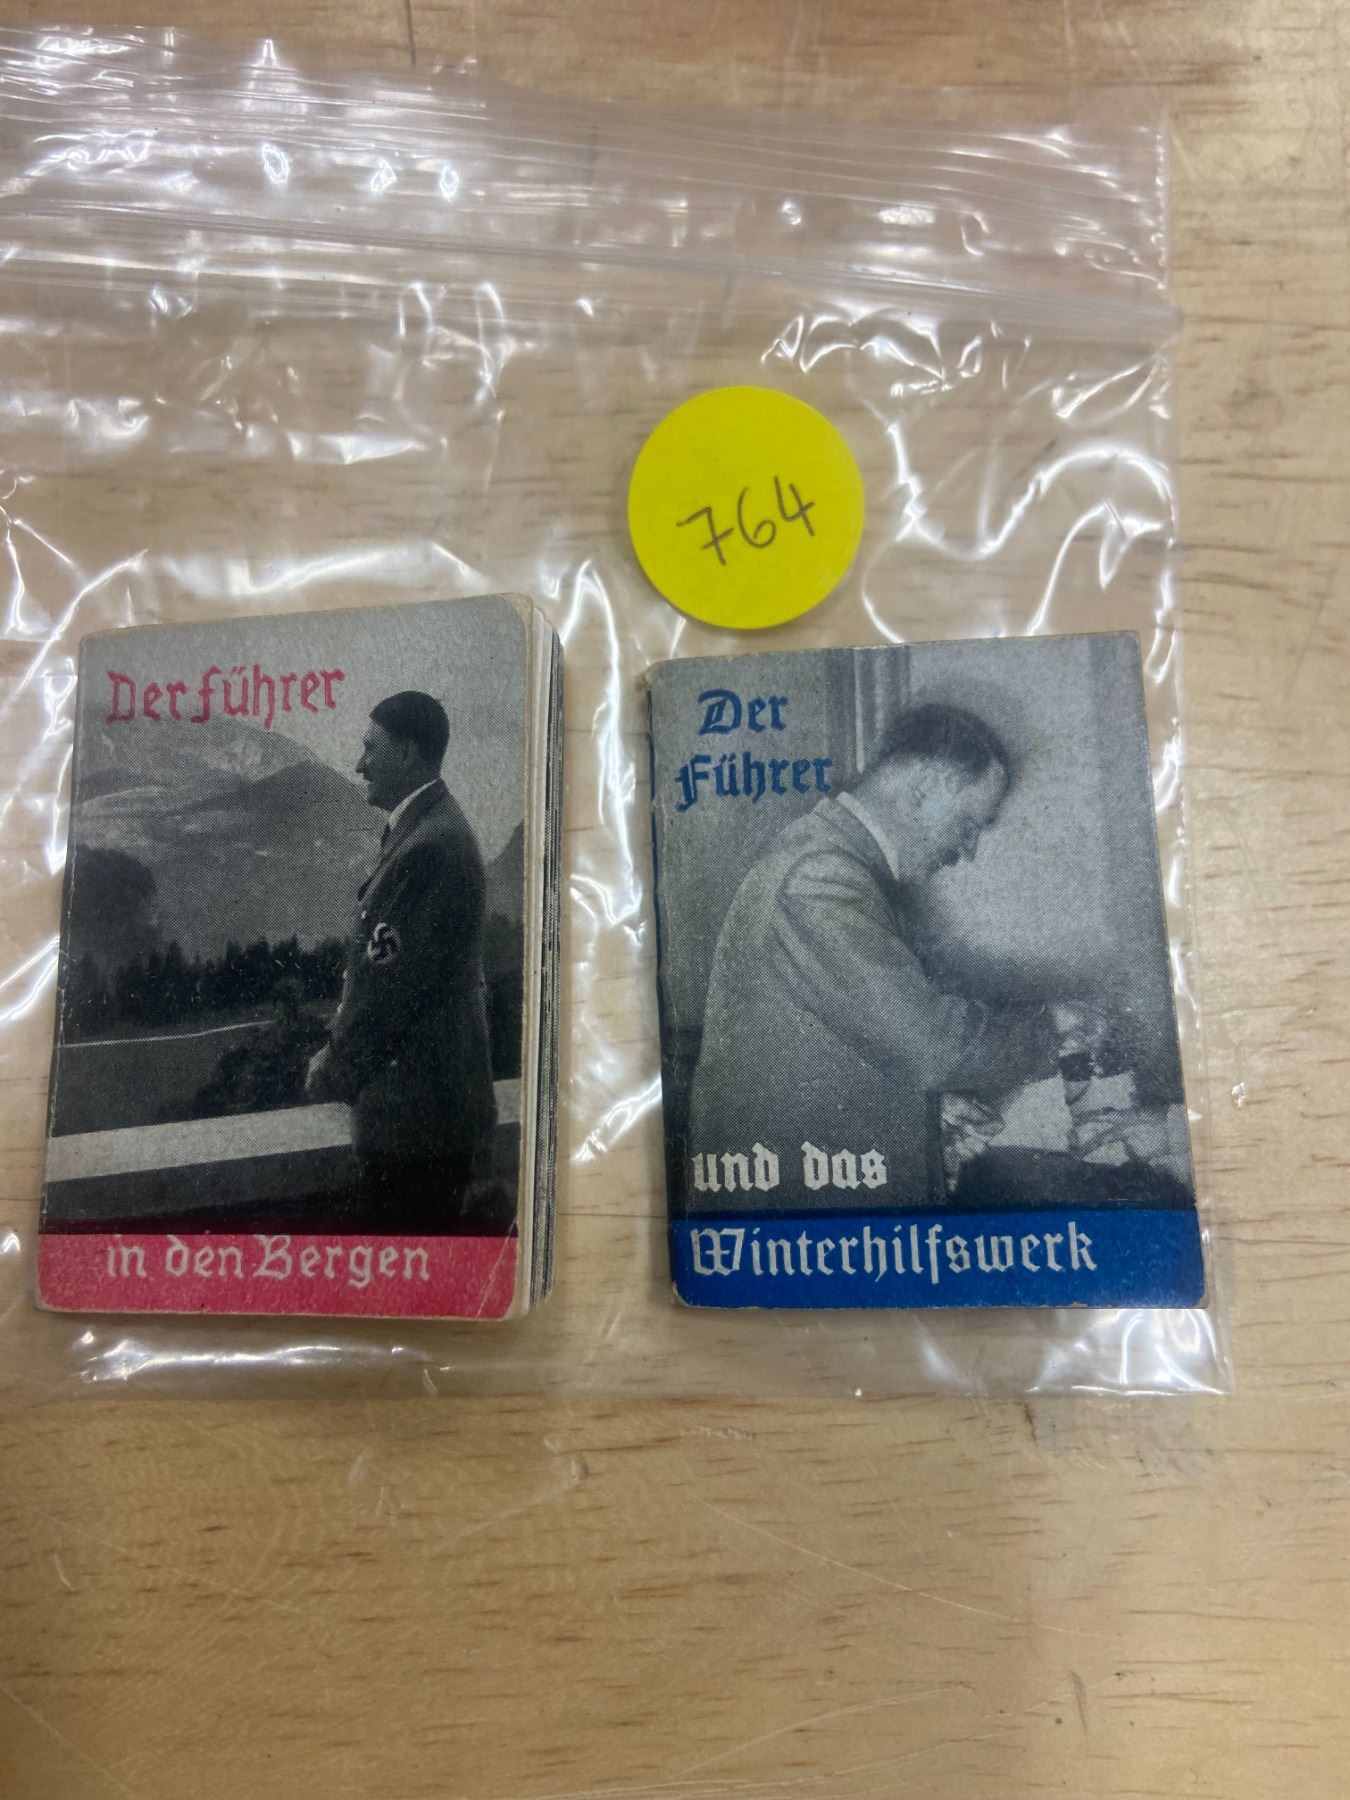 764
Der Führer
in den Bergen
Der
Führer
und das
Winterhilfswerk